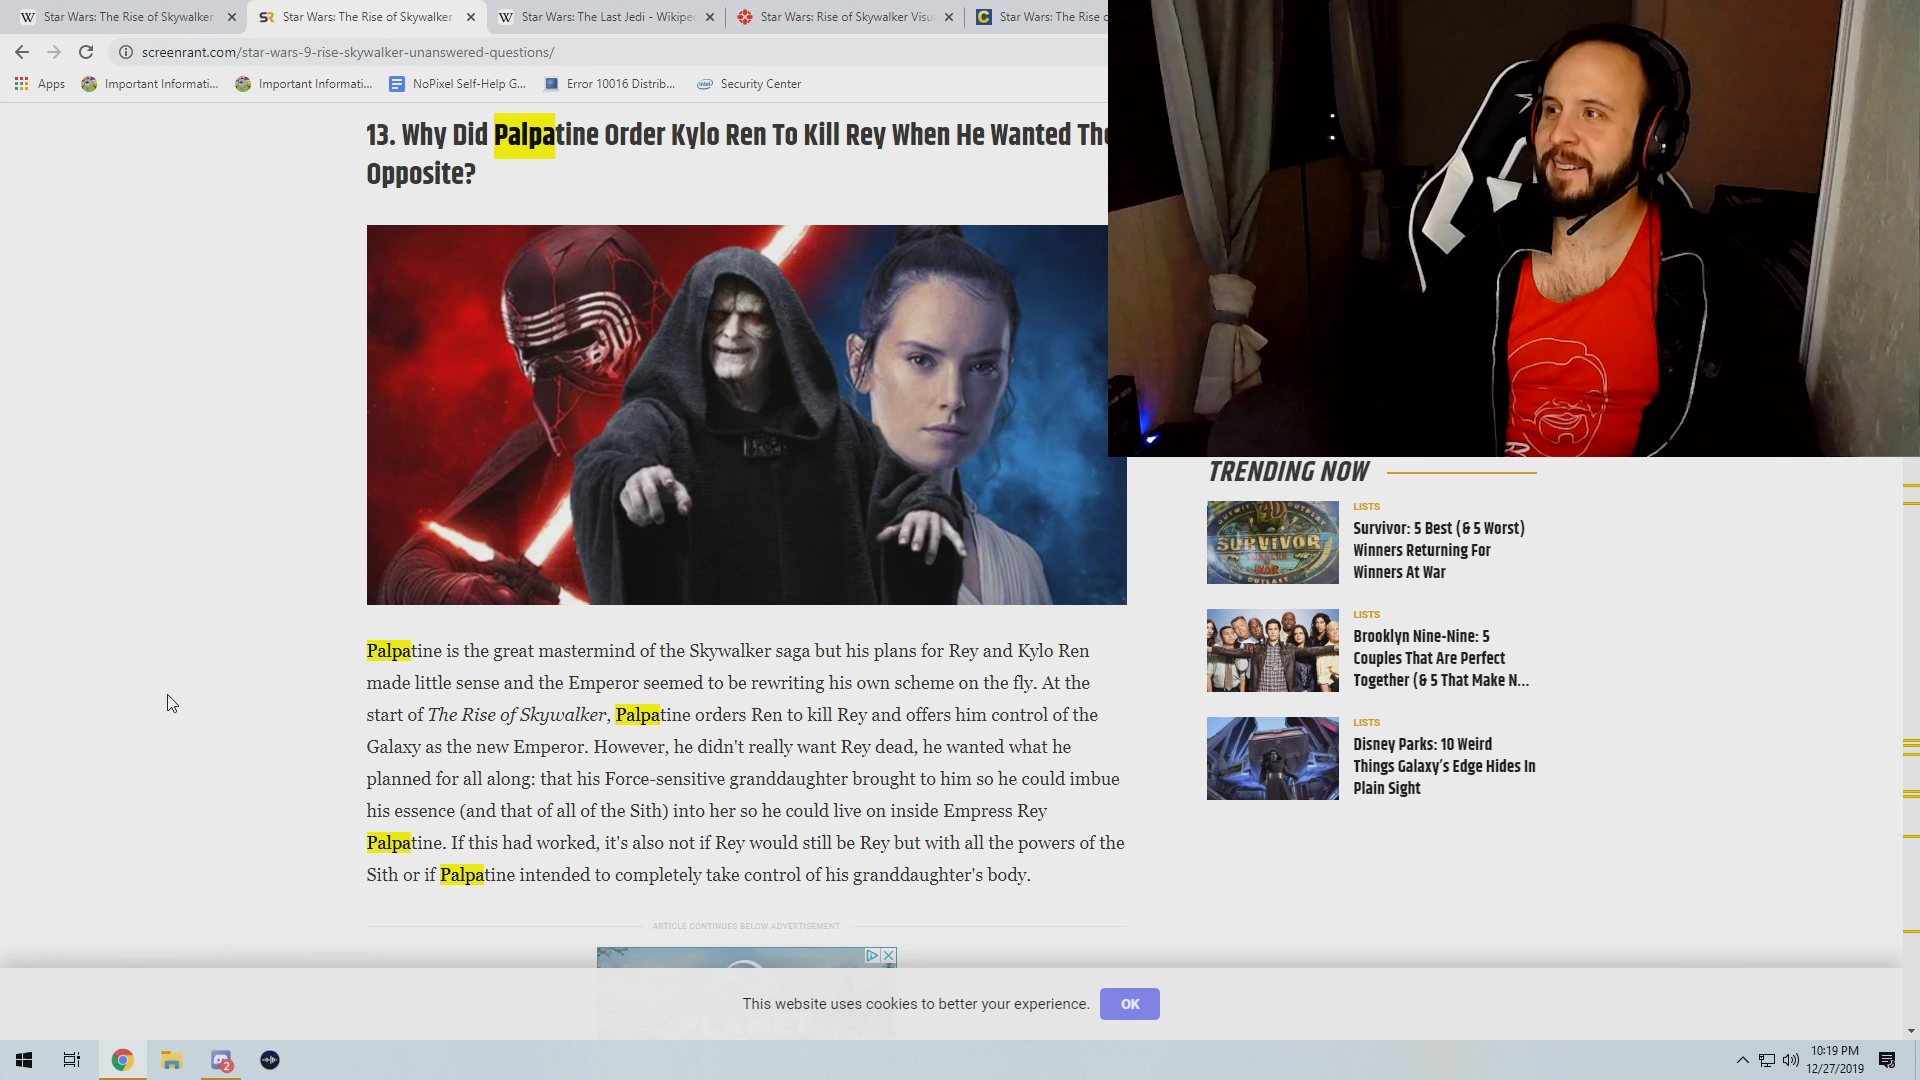 Star Wars: The Rise of Skywalker
Star Wars: The Rise of Skywalker
Star Wars: The Last Jedi - Wikipe
Star Wars: Rise of Skywalker Visu
Star Wars: The Rise o
screenrant.com/star-wars-9-rise-skywalker-unanswered-questions/
Apps
Important Informati...
Important Informati...
NoPixel Self-Help G...
Error 10016 Distrib...
Security Center
13. Why Did Palpatine Order Kylo Ren To Kill Rey When He Wanted The
Opposite?
Palpatine is the great mastermind of the Skywalker saga but his plans for Rey and Kylo Ren
made little sense and the Emperor seemed to be rewriting his own scheme on the fly. At the
start of The Rise of Skywalker, Palpatine orders Ren to kill Rey and offers him control of the
Galaxy as the new Emperor. However, he didn't really want Rey dead, he wanted what he
planned for all along: that his Force-sensitive granddaughter brought to him so he could imbue
his essence (and that of all of the Sith) into her so he could live on inside Empress Rey
Palpatine. If this had worked, it's also not if Rey would still be Rey but with all the powers of the
Sith or if Palpatine intended to completely take control of his granddaughter's body.
ARTICLE CONTINUES BELOW ADVERTISEMENT
TRENDING NOW
SURVIVOR
LISTS
Survivor: 5 Best (& 5 Worst)
Winners Returning For
Winners At War
LISTS
Brooklyn Nine-Nine: 5
Couples That Are Perfect
Together (& 5 That Make N...
LISTS
Disney Parks: 10 Weird
Things Galaxy's Edge Hides In
Plain Sight
This website uses cookies to better your experience.
OK
2
10:19 PM
12/27/2019